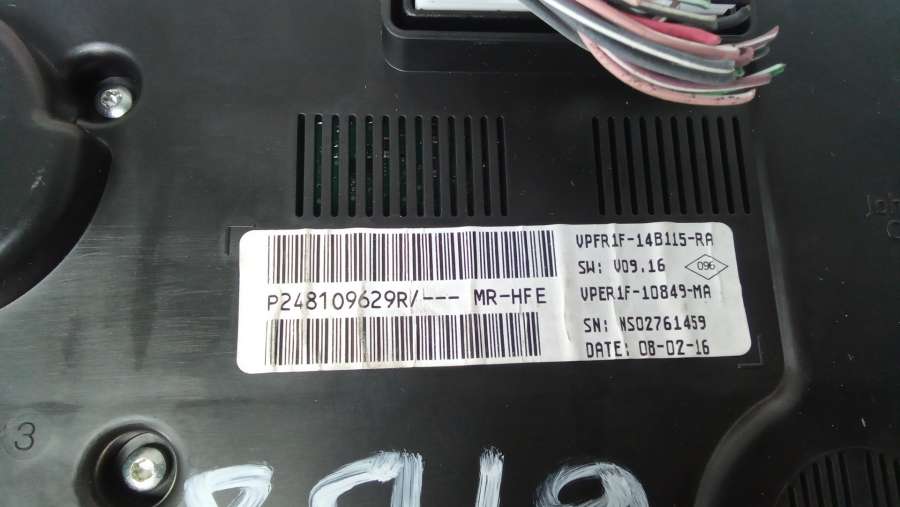 P248109629R/--- MR-HFE
VPFR1F-14B115-RA
SW: V09.16
096
VPER1F-10849-MA
SN: NS02761459
DATE: 08-02-16
3